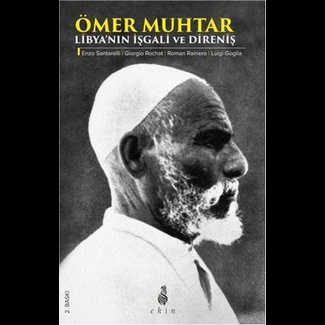 ÖMER MUHTAR
LİBYA'NIN İŞGALİ VE DİRENİŞ
Enzo Santarelli | Giorgio Rochat | Roman Rainero | Luigi Goglia
2. BASKI
ekin